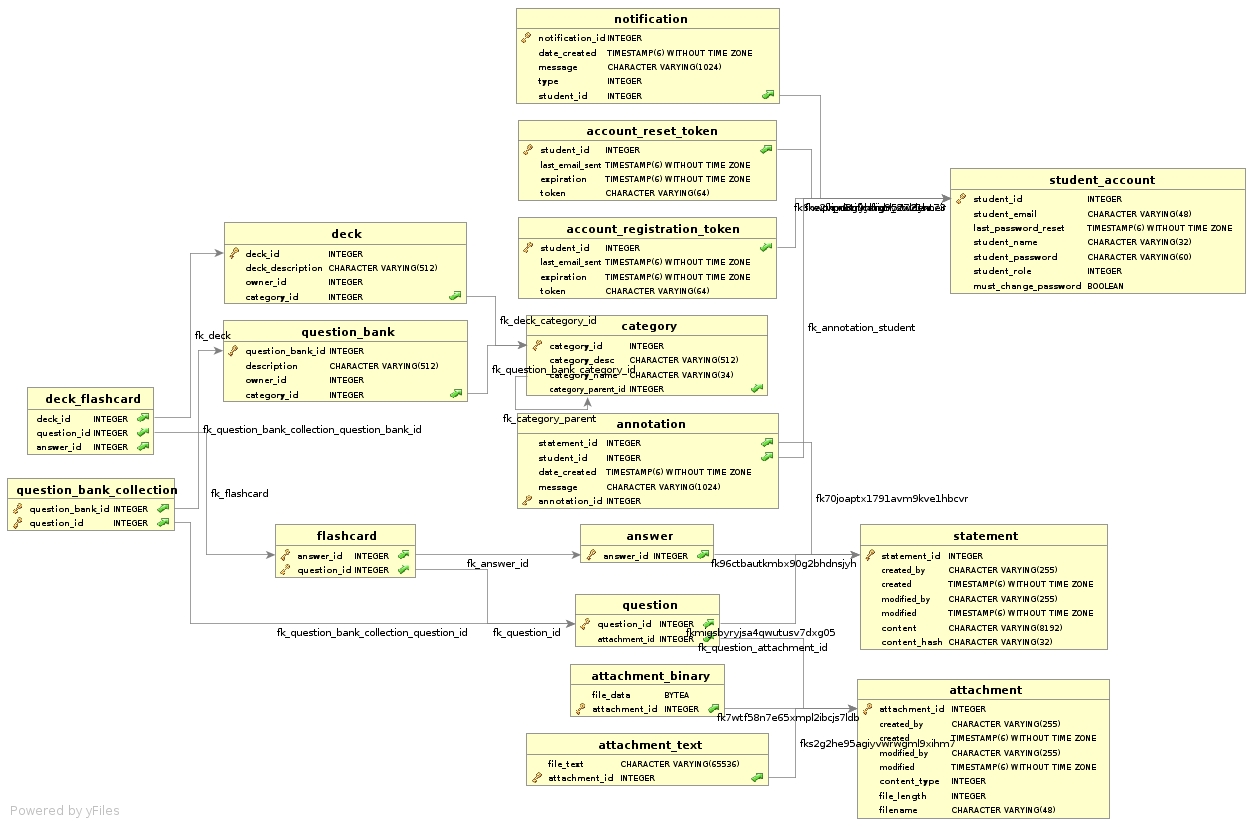 notification
notification_id INTEGER
date_created TIMESTAMP(6) WITHOUT TIME ZONE
message CHARACTER VARYING(1024)
type INTEGER
student_id INTEGER
account_reset_token
student_id INTEGER
last_email_sent TIMESTAMP(6) WITHOUT TIME ZONE
expiration TIMESTAMP(6) WITHOUT TIME ZONE
token CHARACTER VARYING(64)
student_account
student_id INTEGER
student_email CHARACTER VARYING(48)
last_password_reset TIMESTAMP(6) WITHOUT TIME ZONE
student_name CHARACTER VARYING(32)
student_password CHARACTER VARYING(60)
student_role INTEGER
must_change_password BOOLEAN
account_registration_token
student_id INTEGER
last_email_sent TIMESTAMP(6) WITHOUT TIME ZONE
expiration TIMESTAMP(6) WITHOUT TIME ZONE
token CHARACTER VARYING(64)
deck
deck_id INTEGER
deck_description CHARACTER VARYING(512)
owner_id INTEGER
category_id INTEGER
fk_deck_category_id
fk_annotation_student
fk_deck
question_bank
question_bank_id INTEGER
description CHARACTER VARYING(512)
owner_id INTEGER
category_id INTEGER
category
category_id INTEGER
category_desc CHARACTER VARYING(512)
category_name CHARACTER VARYING(34)
category_parent_id INTEGER
fk_question_bank_category_id
fk_category_parent
deck_flashcard
deck_id INTEGER
question_id INTEGER
answer_id INTEGER
fk_question_bank_collection_question_bank_id
annotation
statement_id INTEGER
student_id INTEGER
date_created TIMESTAMP(6) WITHOUT TIME ZONE
message CHARACTER VARYING(1024)
annotation_id INTEGER
question_bank_collection
question_bank_id INTEGER
question_id INTEGER
fk_flashcard
fk70joaptx1791avm9kve1hbcvr
flashcard
answer_id INTEGER
question_id INTEGER
fk_answer_id
answer
answer_id INTEGER
fk96ctbautkmbx90g2bhdnsjyh
statement
statement_id INTEGER
created_by CHARACTER VARYING(255)
created TIMESTAMP(6) WITHOUT TIME ZONE
modified_by CHARACTER VARYING(255)
modified TIMESTAMP(6) WITHOUT TIME ZONE
content CHARACTER VARYING(8192)
content_hash CHARACTER VARYING(32)
question
question_id INTEGER
attachment_id INTEGER
fk_question_bank_collection_question_id
fk_question_id
fkmigsbyryjsa4qwutusv7dxg05
fk_question_attachment_id
attachment_binary
file_data BYTEA
attachment_id INTEGER
fk7wtf58n7e65xmpl2ibcjs7ldb
attachment
attachment_id INTEGER
created_by CHARACTER VARYING(255)
created TIMESTAMP(6) WITHOUT TIME ZONE
modified_by CHARACTER VARYING(255)
modified TIMESTAMP(6) WITHOUT TIME ZONE
content_type INTEGER
file_length INTEGER
filename CHARACTER VARYING(48)
attachment_text
file_text CHARACTER VARYING(65536)
attachment_id INTEGER
fks2g2he95agiyvwrwgml9xihm7
Powered by yFiles